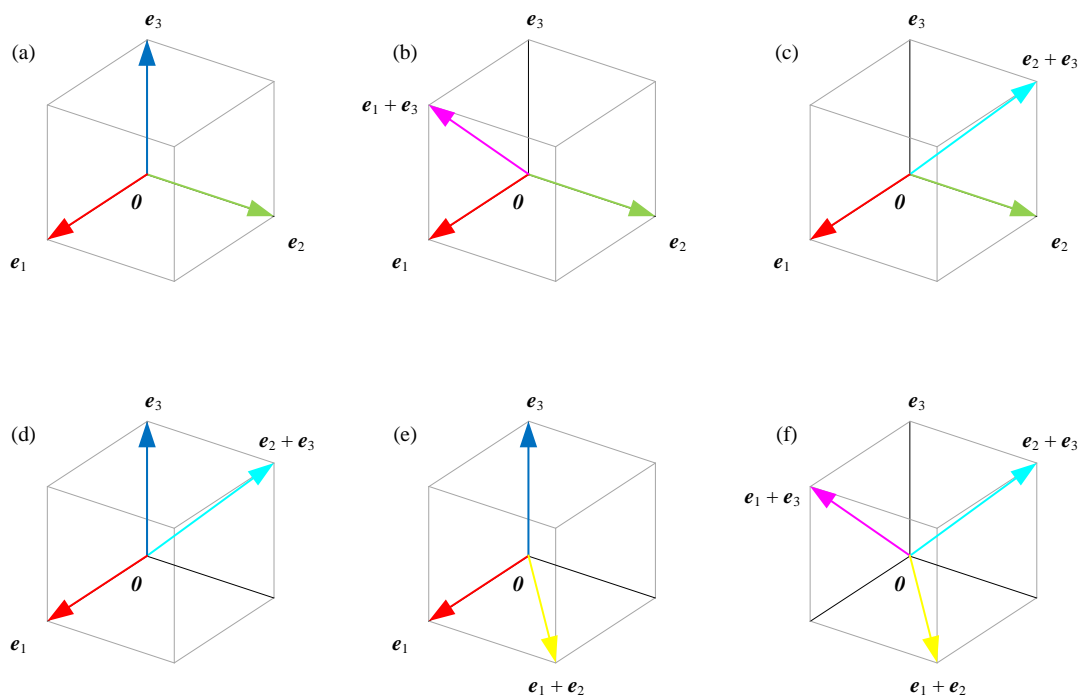 (a)
e₃
0
e₁
e₂
(b)
e₃
e₁ + e₃
0
e₁
e₂
(c)
e₃
e₂ + e₃
0
e₁
e₂
(d)
e₃
e₂ + e₃
0
e₁
(e)
e₃
0
e₁
e₁ + e₂
(f)
e₃
e₂ + e₃
e₁ + e₃
0
e₁ + e₂